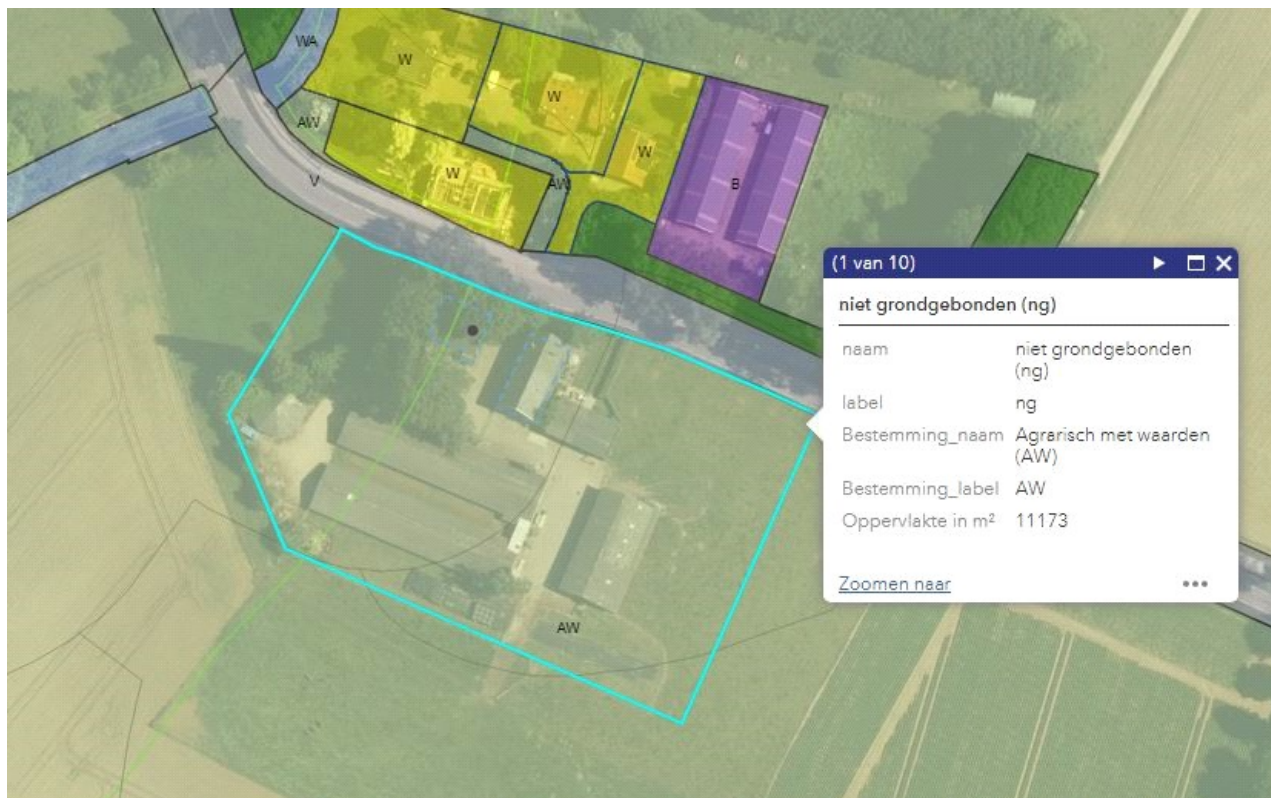 WA
W
W
AW
W
V
W
AW
B
(1 van 10)
niet grondgebonden (ng)
naam niet grondgebonden
(ng)
label ng
Bestemming_naam Agrarisch met waarden
(AW)
Bestemming_label AW
Oppervlakte in m² 11173
Zoomen naar
AW